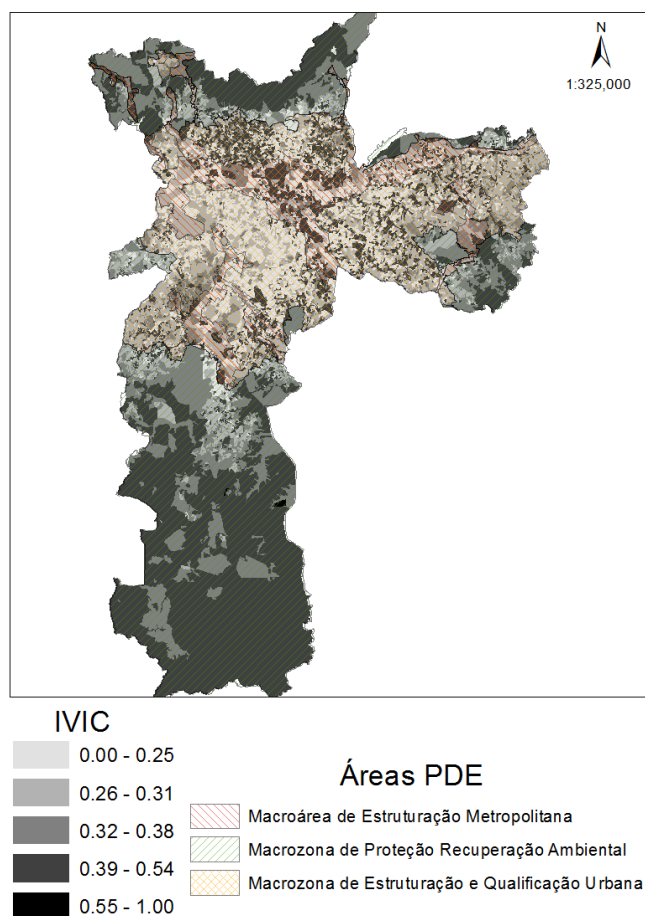 N
1:325,000
IVIC
0.00 - 0.25
0.26 - 0.31
0.32 - 0.38
0.39 - 0.54
0.55 - 1.00
Áreas PDE
Macroárea de Estruturação Metropolitana
Macrozona de Proteção Recuperação Ambiental
Macrozona de Estruturação e Qualificação Urbana